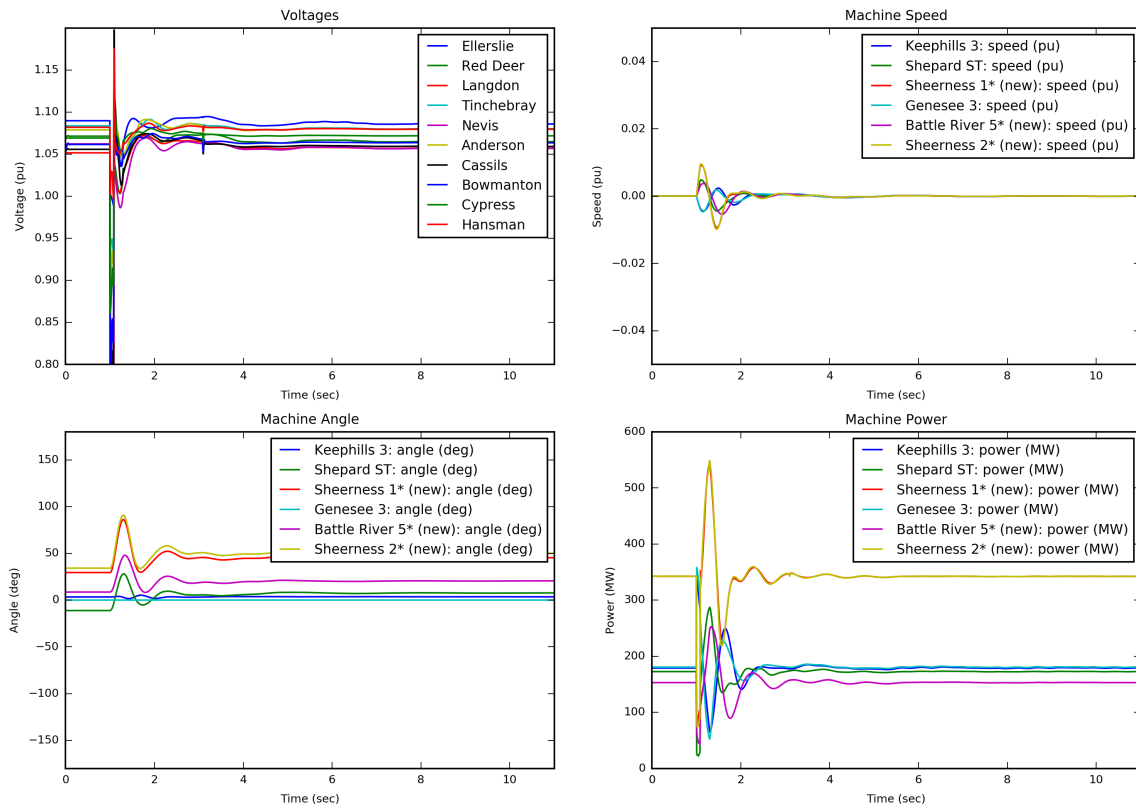 Voltages
1.15
1.10
1.05
1.00
0.95
0.90
0.85
0.80
Voltage (pu)
0 2 4 6 8 10
Time (sec)
Ellerslie
Red Deer
Langdon
Tinchebray
Nevis
Anderson
Cassils
Bowmanton
Cypress
Hansman
Machine Speed
0.04
0.02
0.00
−0.02
−0.04
Speed (pu)
0 2 4 6 8 10
Time (sec)
Keephills 3: speed (pu)
Shepard ST: speed (pu)
Sheerness 1* (new): speed (pu)
Genesee 3: speed (pu)
Battle River 5* (new): speed (pu)
Sheerness 2* (new): speed (pu)
Machine Angle
150
100
50
0
−50
−100
−150
Angle (deg)
0 2 4 6 8 10
Time (sec)
Keephills 3: angle (deg)
Shepard ST: angle (deg)
Sheerness 1* (new): angle (deg)
Genesee 3: angle (deg)
Battle River 5* (new): angle (deg)
Sheerness 2* (new): angle (deg)
Machine Power
600
500
400
300
200
100
0
Power (MW)
0 2 4 6 8 10
Time (sec)
Keephills 3: power (MW)
Shepard ST: power (MW)
Sheerness 1* (new): power (MW)
Genesee 3: power (MW)
Battle River 5* (new): power (MW)
Sheerness 2* (new): power (MW)